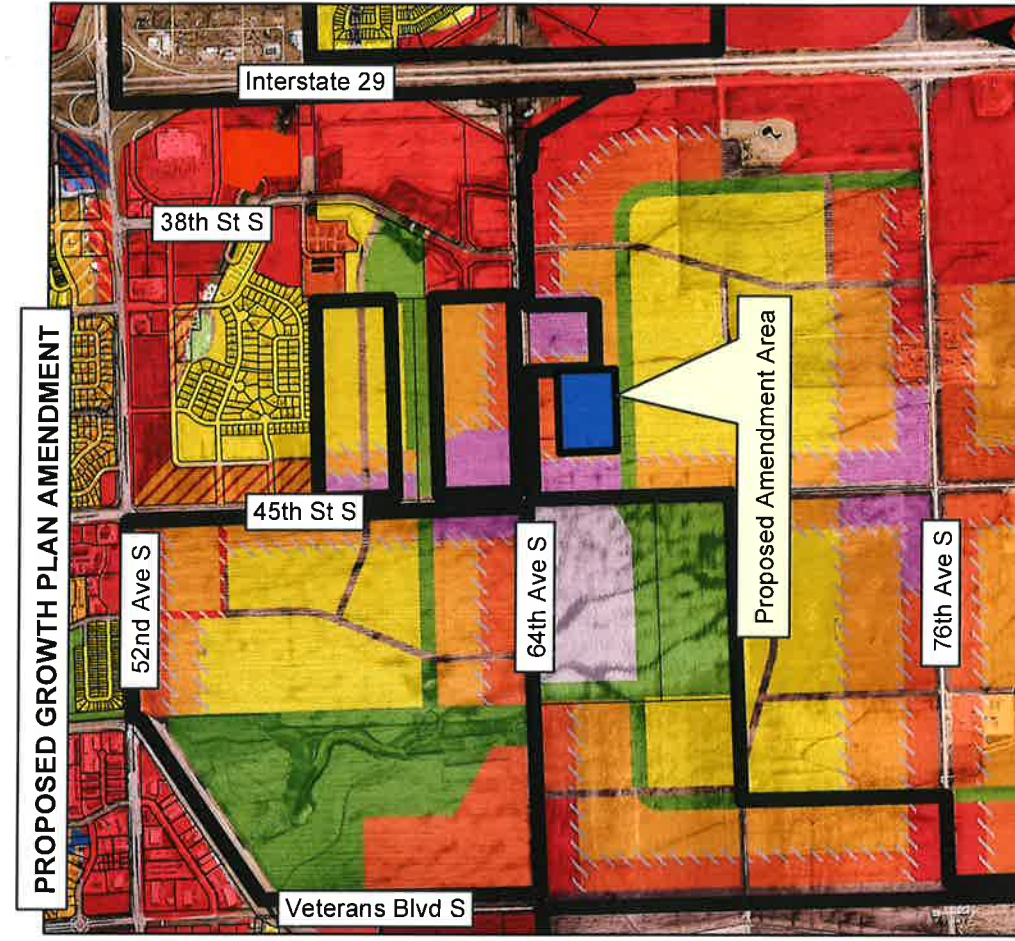 PROPOSED GROWTH PLAN AMENDMENT
Interstate 29
38th St S
45th St S
52nd Ave S
64th Ave S
Proposed Amendment Area
76th Ave S
Veterans Blvd S